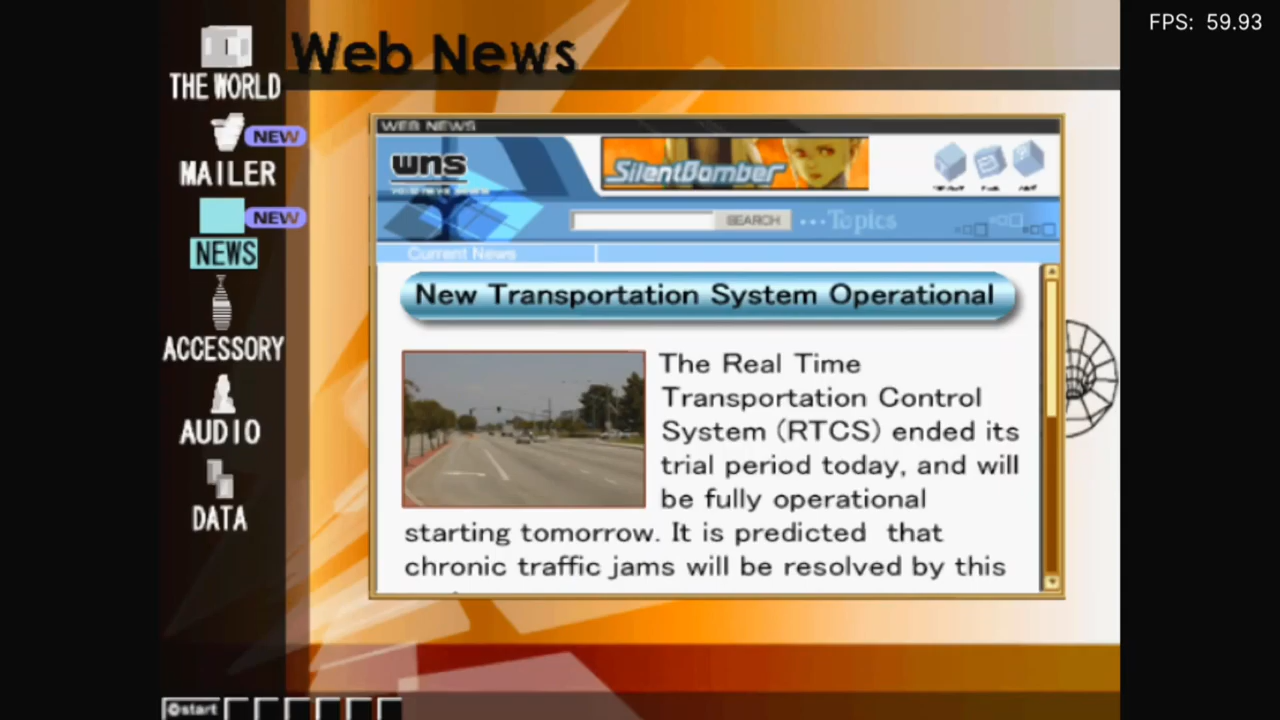 FPS: 59.93
Web News
THE WORLD
NEW
MAILER
NEW
NEWS
ACCESSORY
AUDIO
DATA
WEB NEWS
wns
SilentBomber
SEARCH
Topics
Current News
New Transportation System Operational
The Real Time
Transportation Control
System (RTCS) ended its
trial period today, and will
be fully operational
starting tomorrow. It is predicted that
chronic traffic jams will be resolved by this
start